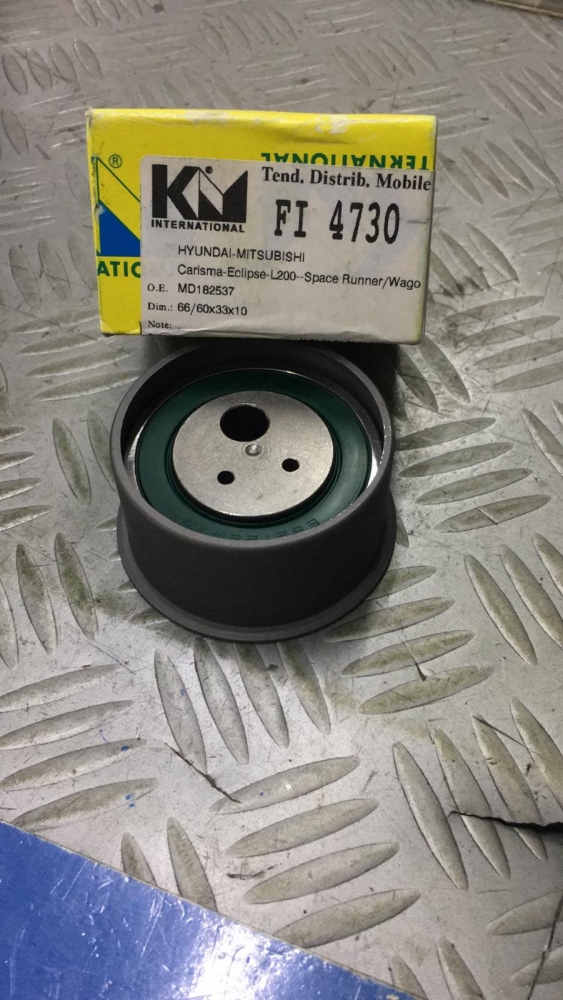 TERNATIONAL
®
Tend. Distrib. Mobile
KM
INTERNATIONAL
FI 4730
HYUNDAI-MITSUBISHI
Carisma-Eclipse-L200--Space Runner/Wago
O.E. MD182537
Dim.: 66/60x33x10
Note:
ATIO